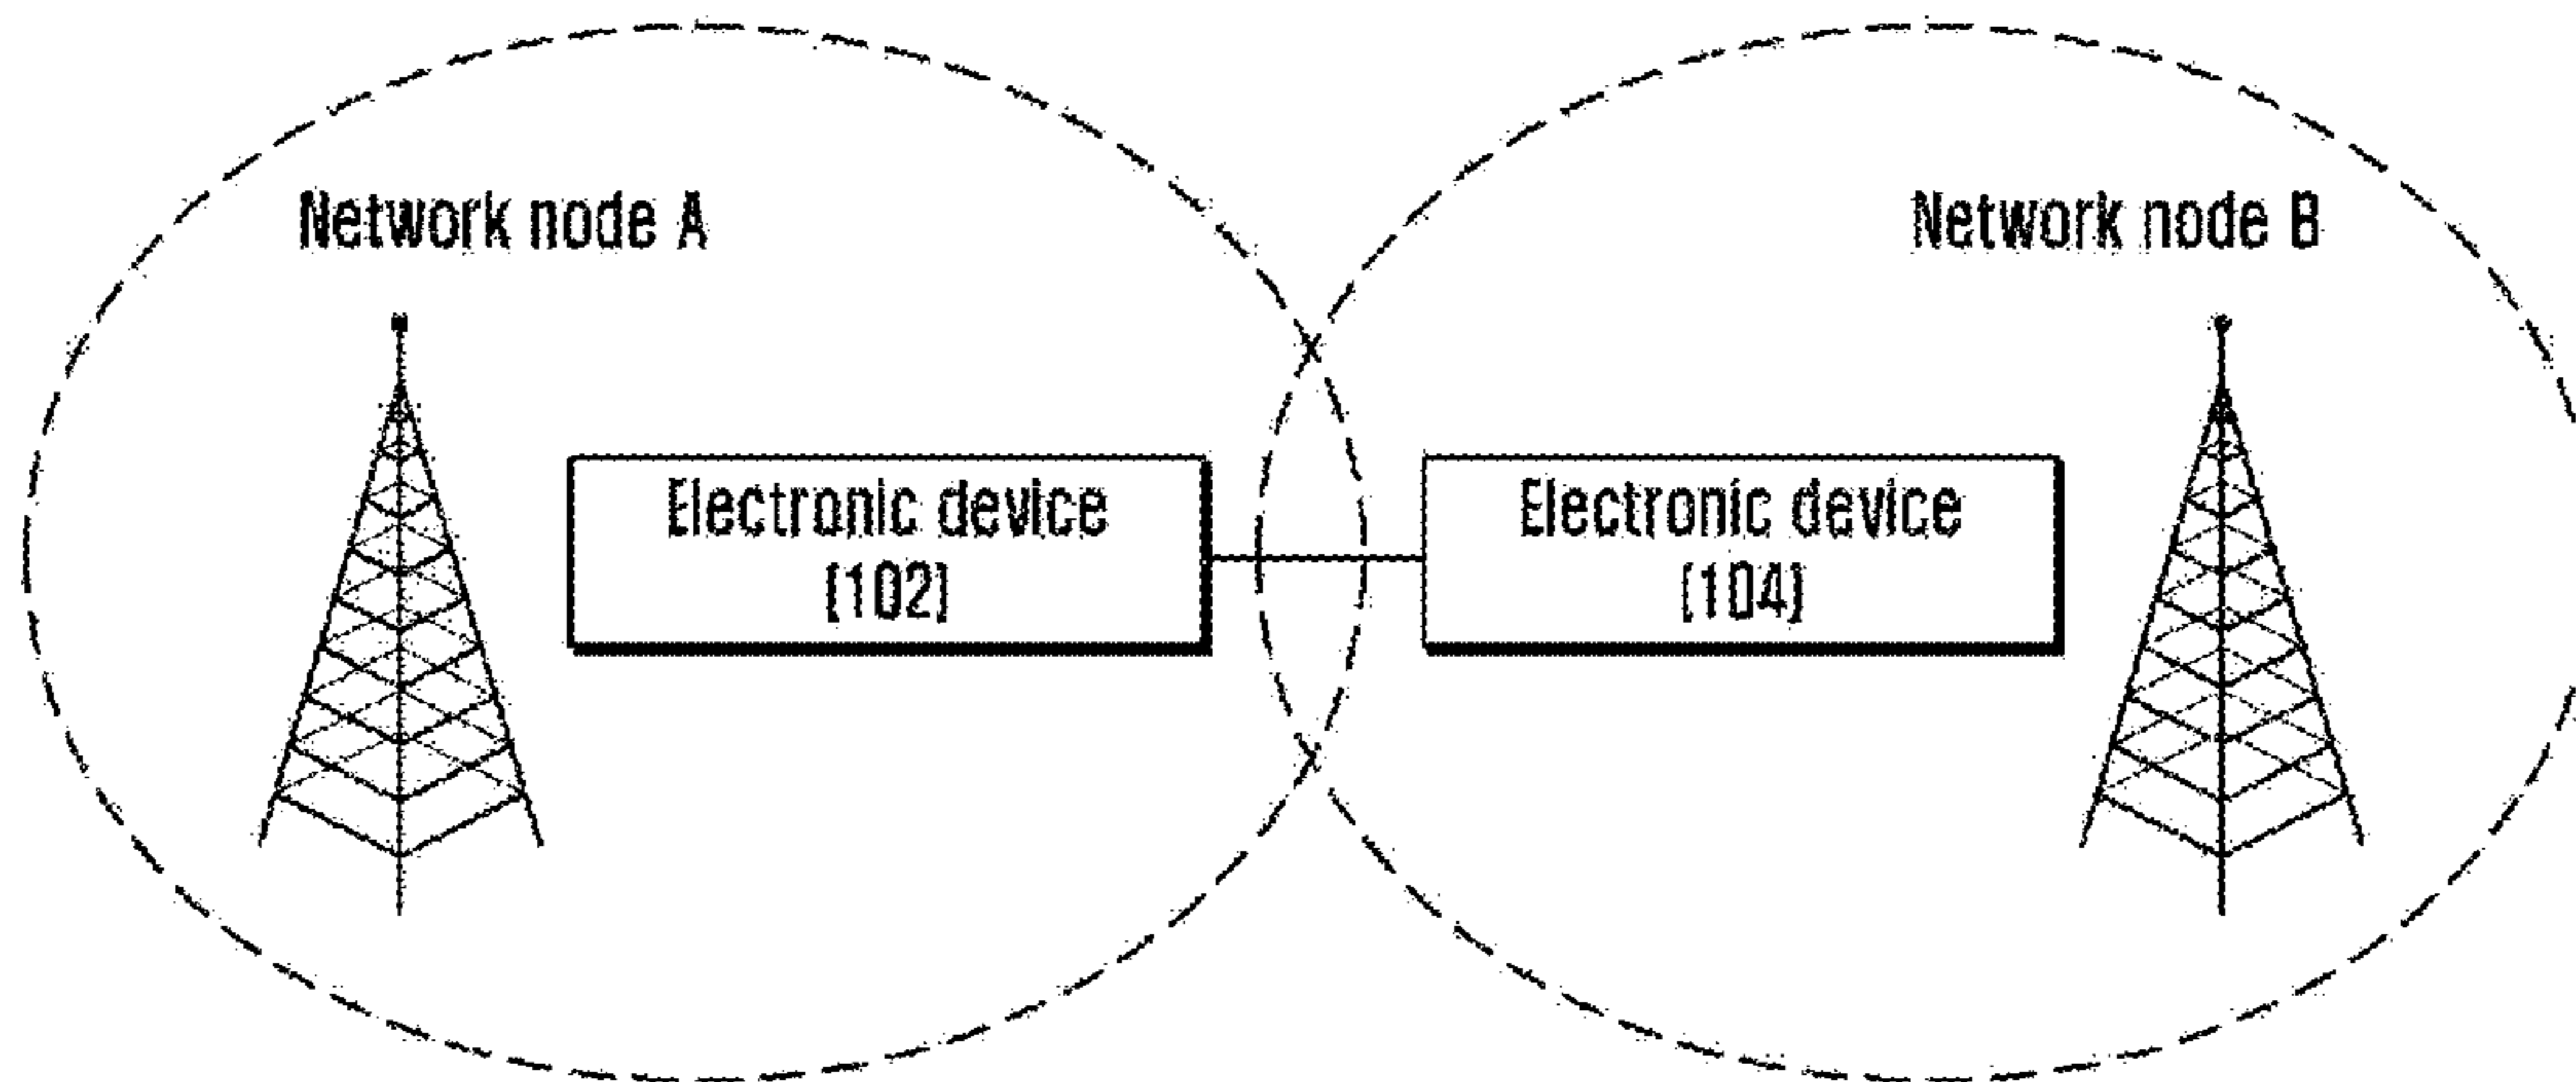 Network node A
Network node B
Electronic device
[102]
Electronic device
[104]